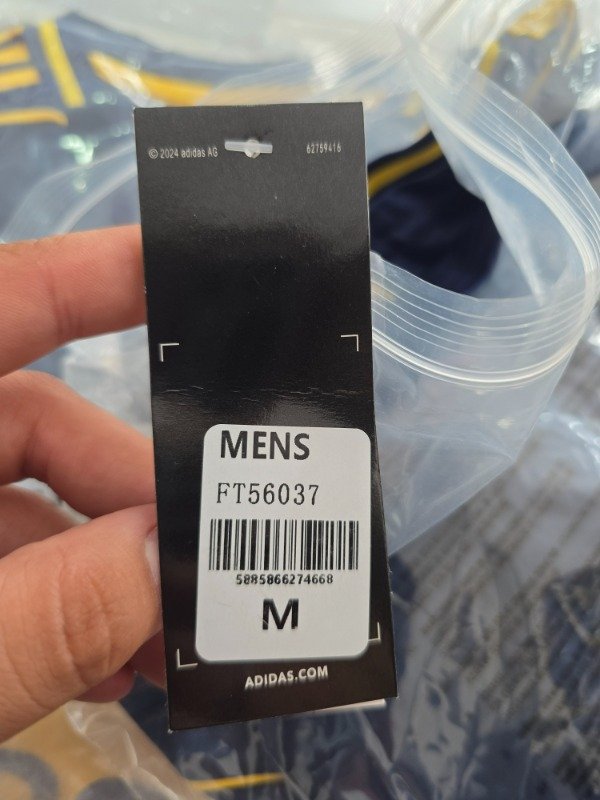 © 2024 adidas AG
62759416
MENS
FT56037
5885866274668
M
ADIDAS.COM